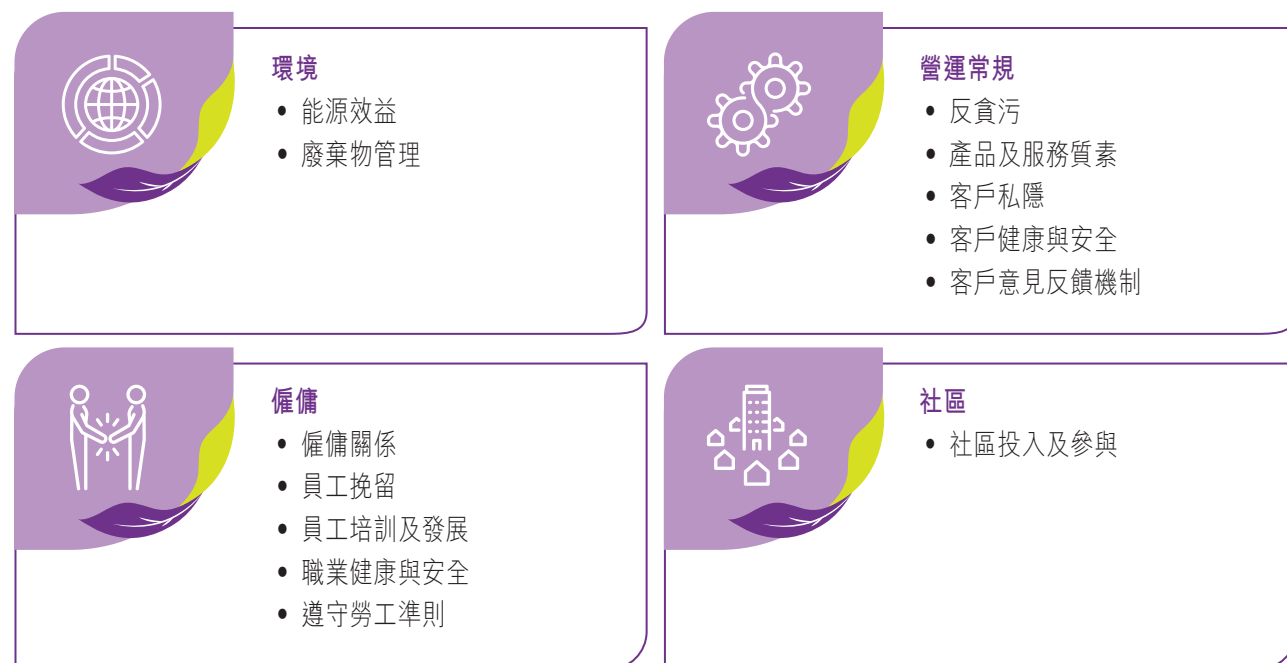 環境
• 能源效益
• 廢棄物管理
營運常規
• 反貪污
• 產品及服務質素
• 客戶私隱
• 客戶健康與安全
• 客戶意見反饋機制
僱傭
• 僱傭關係
• 員工挽留
• 員工培訓及發展
• 職業健康與安全
• 遵守勞工準則
社區
• 社區投入及參與